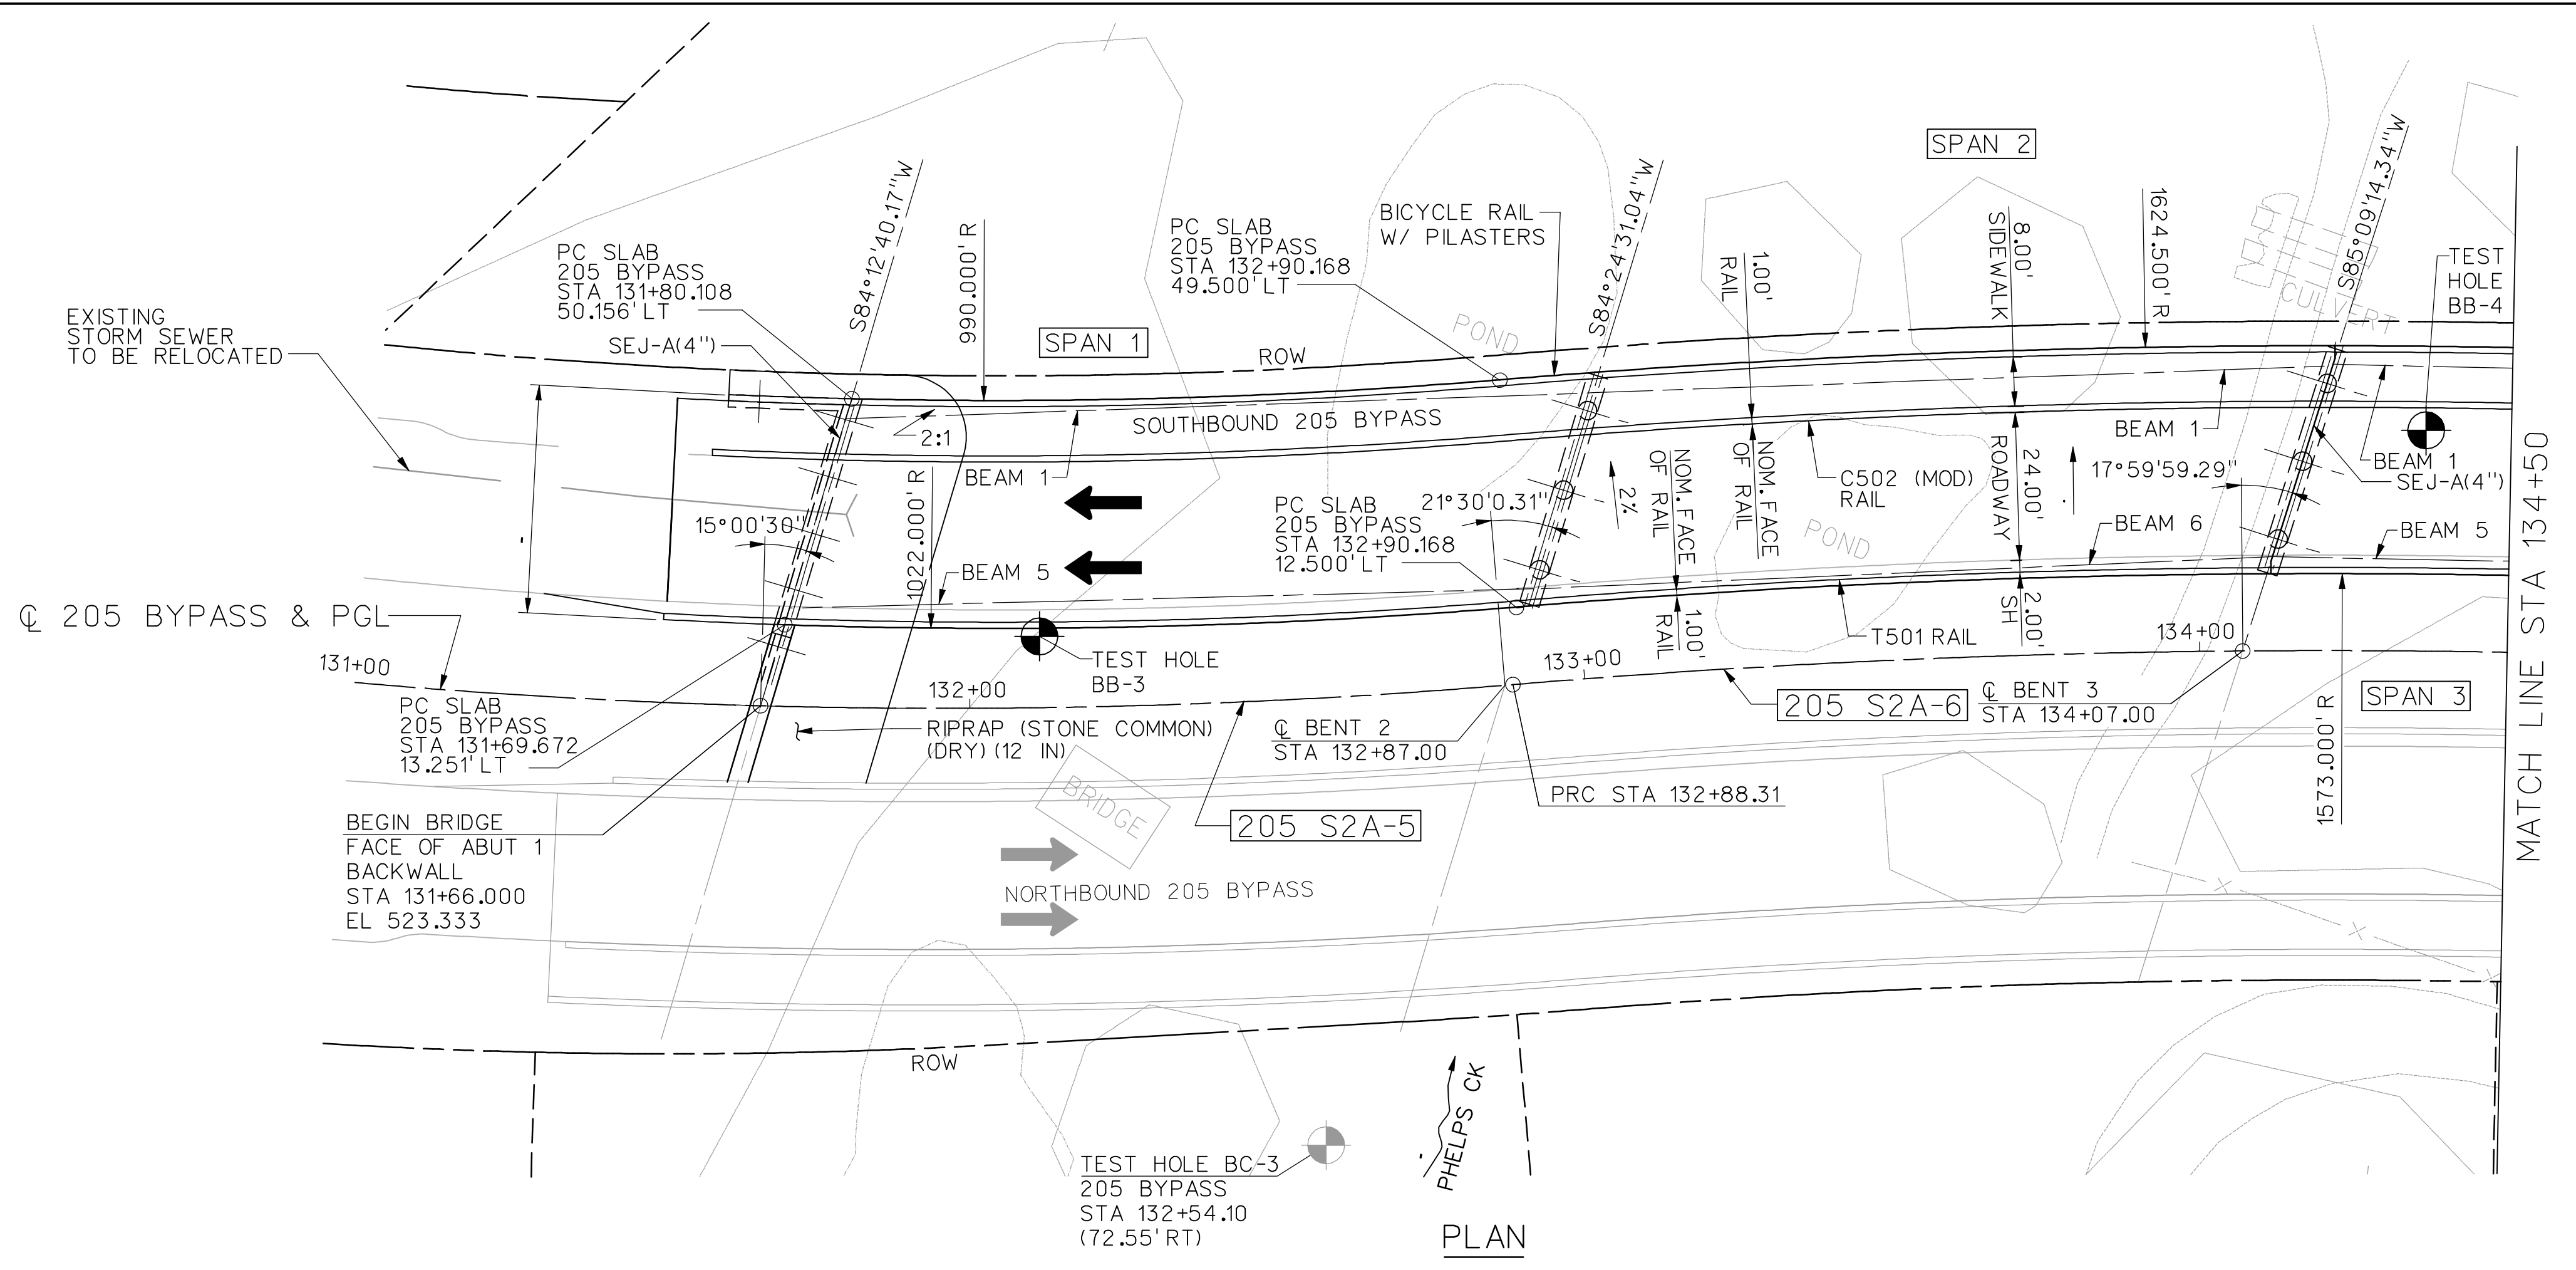 SPAN 2
S84°12'40.17"W
S84°24'31.04"W
S85°09'14.34"W
PC SLAB
205 BYPASS
STA 131+80.108
50.156' LT
SEJ-A(4")
990.000' R
SPAN 1
PC SLAB
205 BYPASS
STA 132+90.168
49.500' LT
BICYCLE RAIL
W/ PILASTERS
POND
1.00'
RAIL
8.00'
SIDEWALK
1624.500' R
CULVERT
TEST
HOLE
BB-4
EXISTING
STORM SEWER
TO BE RELOCATED
ROW
SOUTHBOUND 205 BYPASS
2:1
BEAM 1
BEAM 1
BEAM 1
SEJ-A(4")
15°00'30"
1022.000' R
BEAM 5
PC SLAB
205 BYPASS
STA 132+90.168
12.500' LT
21°30'0.31"
2%
NOM. FACE
OF RAIL
NOM. FACE
OF RAIL
C502 (MOD)
RAIL
POND
24.00'
ROADWAY
17°59'59.29"
BEAM 6
BEAM 5
MATCH LINE STA 134+50
℄ 205 BYPASS & PGL
131+00
TEST HOLE
BB-3
132+00
1.00'
RAIL
133+00
T501 RAIL
2.00'
SH
134+00
PC SLAB
205 BYPASS
STA 131+69.672
13.251' LT
RIPRAP (STONE COMMON)
(DRY) (12 IN)
℄ BENT 2
STA 132+87.00
205 S2A-6
℄ BENT 3
STA 134+07.00
SPAN 3
1573.000' R
BRIDGE
PRC STA 132+88.31
205 S2A-5
BEGIN BRIDGE
FACE OF ABUT 1
BACKWALL
STA 131+66.000
EL 523.333
NORTHBOUND 205 BYPASS
ROW
PHELPS CK
TEST HOLE BC-3
205 BYPASS
STA 132+54.10
(72.55' RT)
PLAN